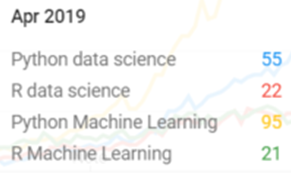 Apr 2019
Python data science 55
R data science 22
Python Machine Learning 95
R Machine Learning 21